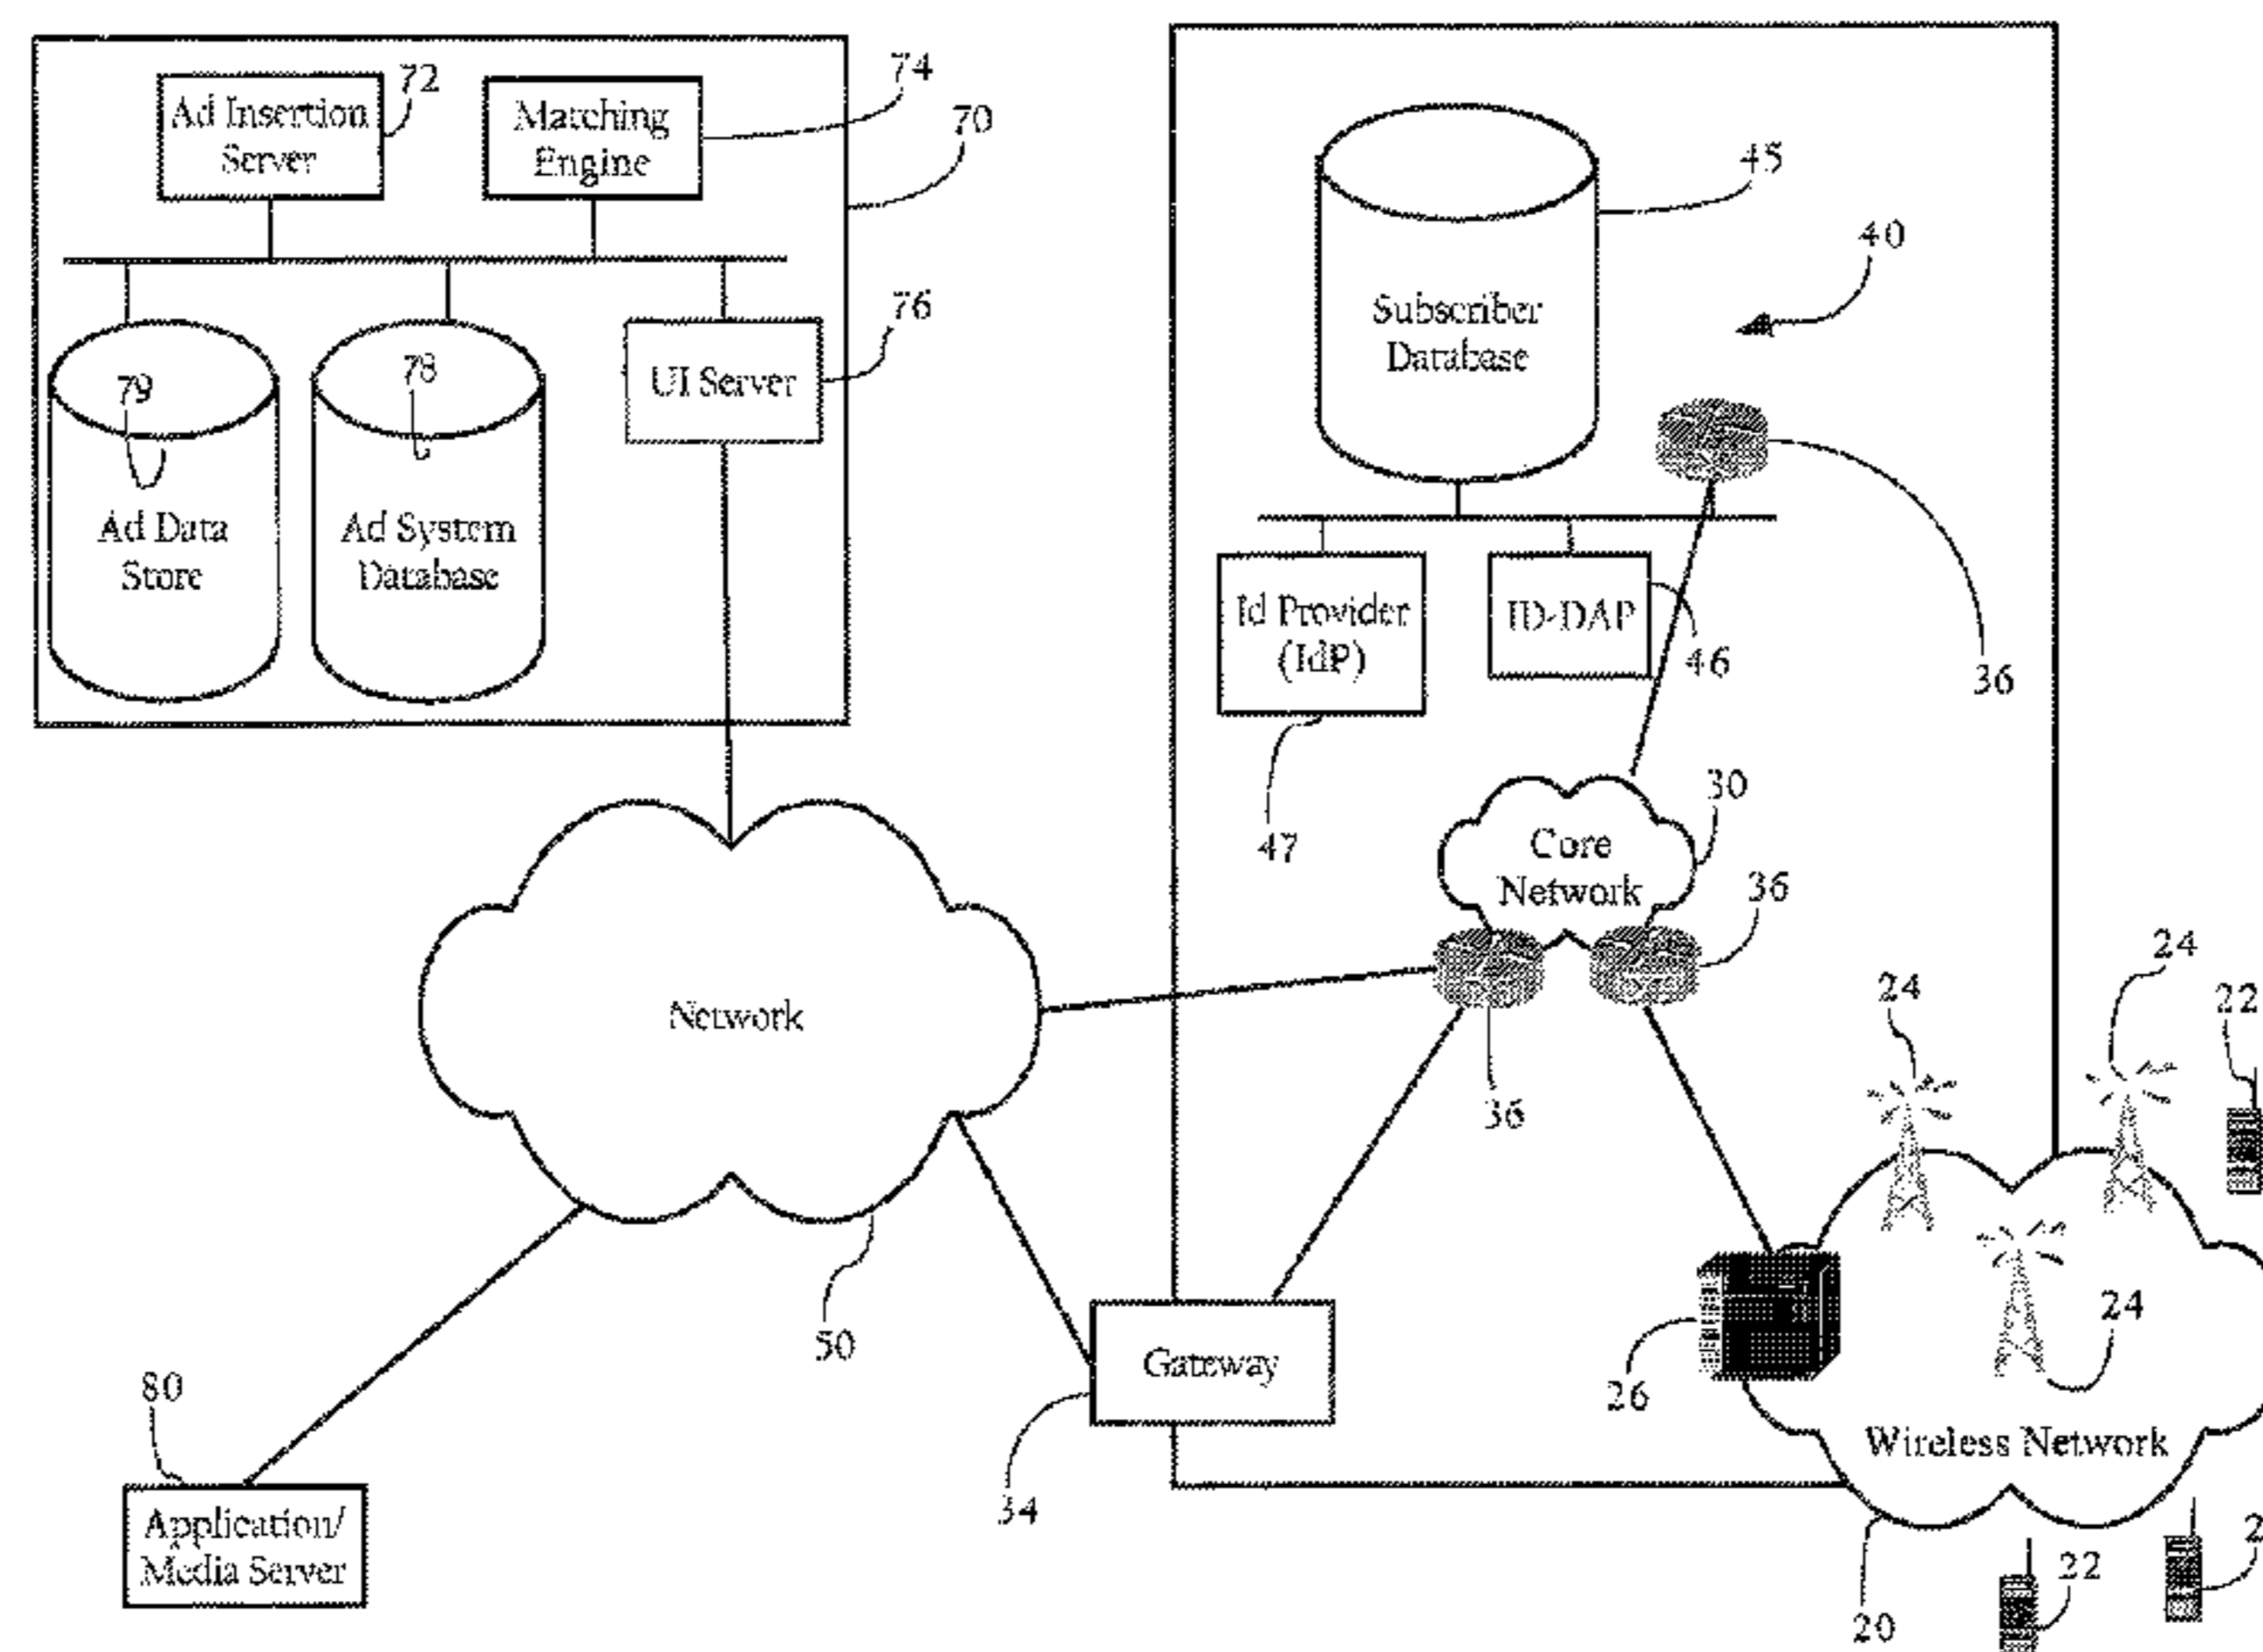 72
74
70
Ad Insertion
Server
Matching
Engine
76
79
78
UI Server
Ad Data
Store
Ad System
Database
45
40
Subscriber
Database
36
Id Provider
(IdP)
ID-DAP
46
47
30
Core
Network
36
36
Network
50
24
24
22
24
26
Gateway
34
Wireless Network
80
Application/
Media Server
20
22
2